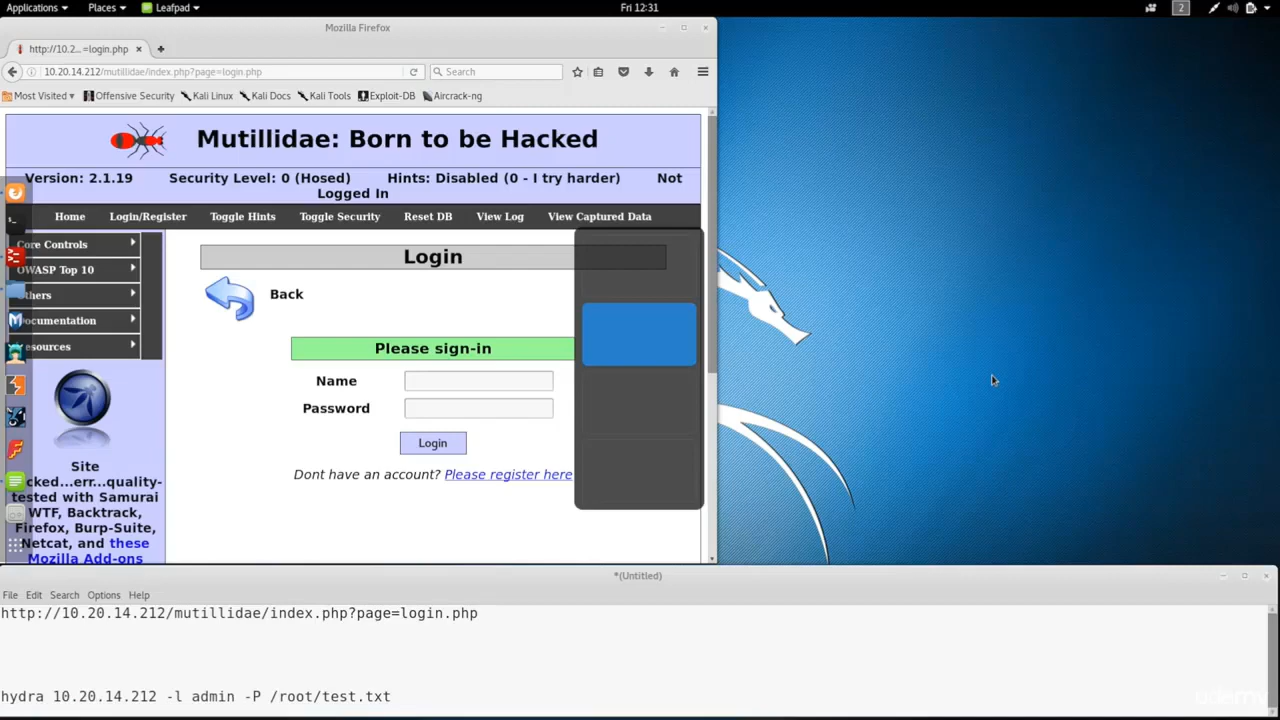 Applications Places Leafpad Fri 12:31 2
Mozilla Firefox
http://10.2...=login.php
10.20.14.212/mutillidae/index.php?page=login.php Search
Most Visited Offensive Security Kali Linux Kali Docs Kali Tools Exploit-DB Aircrack-ng
Mutillidae: Born to be Hacked
Version: 2.1.19 Security Level: 0 (Hosed) Hints: Disabled (0 - I try harder) Not
Logged In
Home Login/Register Toggle Hints Toggle Security Reset DB View Log View Captured Data
Core Controls
OWASP Top 10
thers
ocumentation
esources
Login
Back
Please sign-in
Name
Password
Login
Dont have an account? Please register here
Site
cked...err...quality-
tested with Samurai
WTF, Backtrack,
Firefox, Burp-Suite,
Netcat, and these
Mozilla Add-ons
*(Untitled)
File Edit Search Options Help
http://10.20.14.212/mutillidae/index.php?page=login.php
hydra 10.20.14.212 -l admin -P /root/test.txt
udemy